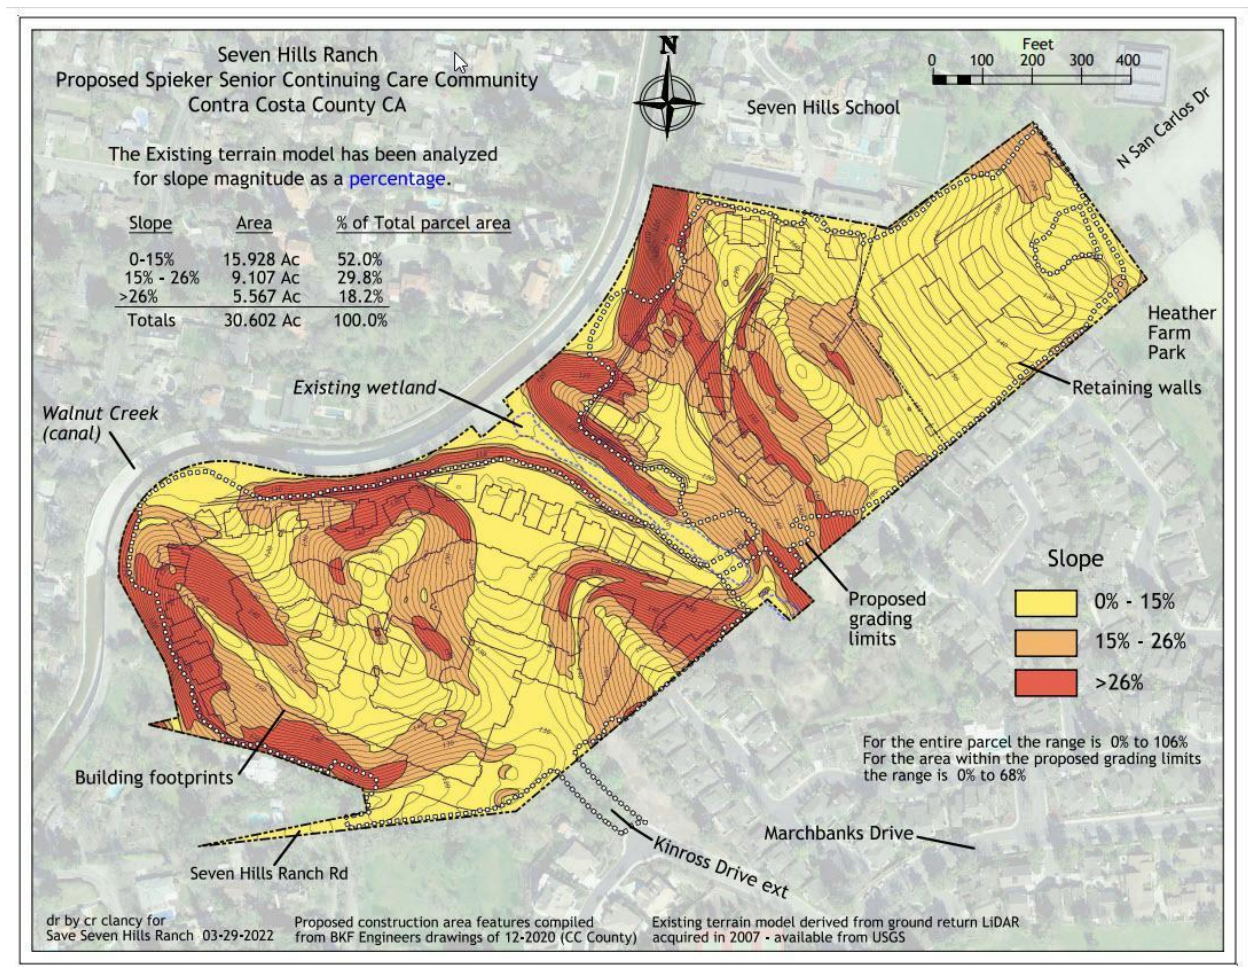 Seven Hills Ranch
Proposed Spieker Senior Continuing Care Community
Contra Costa County CA
The Existing terrain model has been analyzed
for slope magnitude as a percentage.
Slope Area % of Total parcel area
0-15% 15.928 Ac 52.0%
15% - 26% 9.107 Ac 29.8%
>26% 5.567 Ac 18.2%
Totals 30.602 Ac 100.0%
N
Feet
0 100 200 300 400
Seven Hills School
N San Carlos Dr
Heather
Farm
Park
Retaining walls
Existing wetland
Walnut Creek
(canal)
Proposed
grading
limits
Slope
0% - 15%
15% - 26%
>26%
For the entire parcel the range is 0% to 106%
For the area within the proposed grading limits
the range is 0% to 68%
Building footprints
Seven Hills Ranch Rd
Kinross Drive ext
Marchbanks Drive
dr by cr clancy for
Save Seven Hills Ranch 03-29-2022
Proposed construction area features compiled
from BKF Engineers drawings of 12-2020 (CC County)
Existing terrain model derived from ground return LiDAR
acquired in 2007 - available from USGS